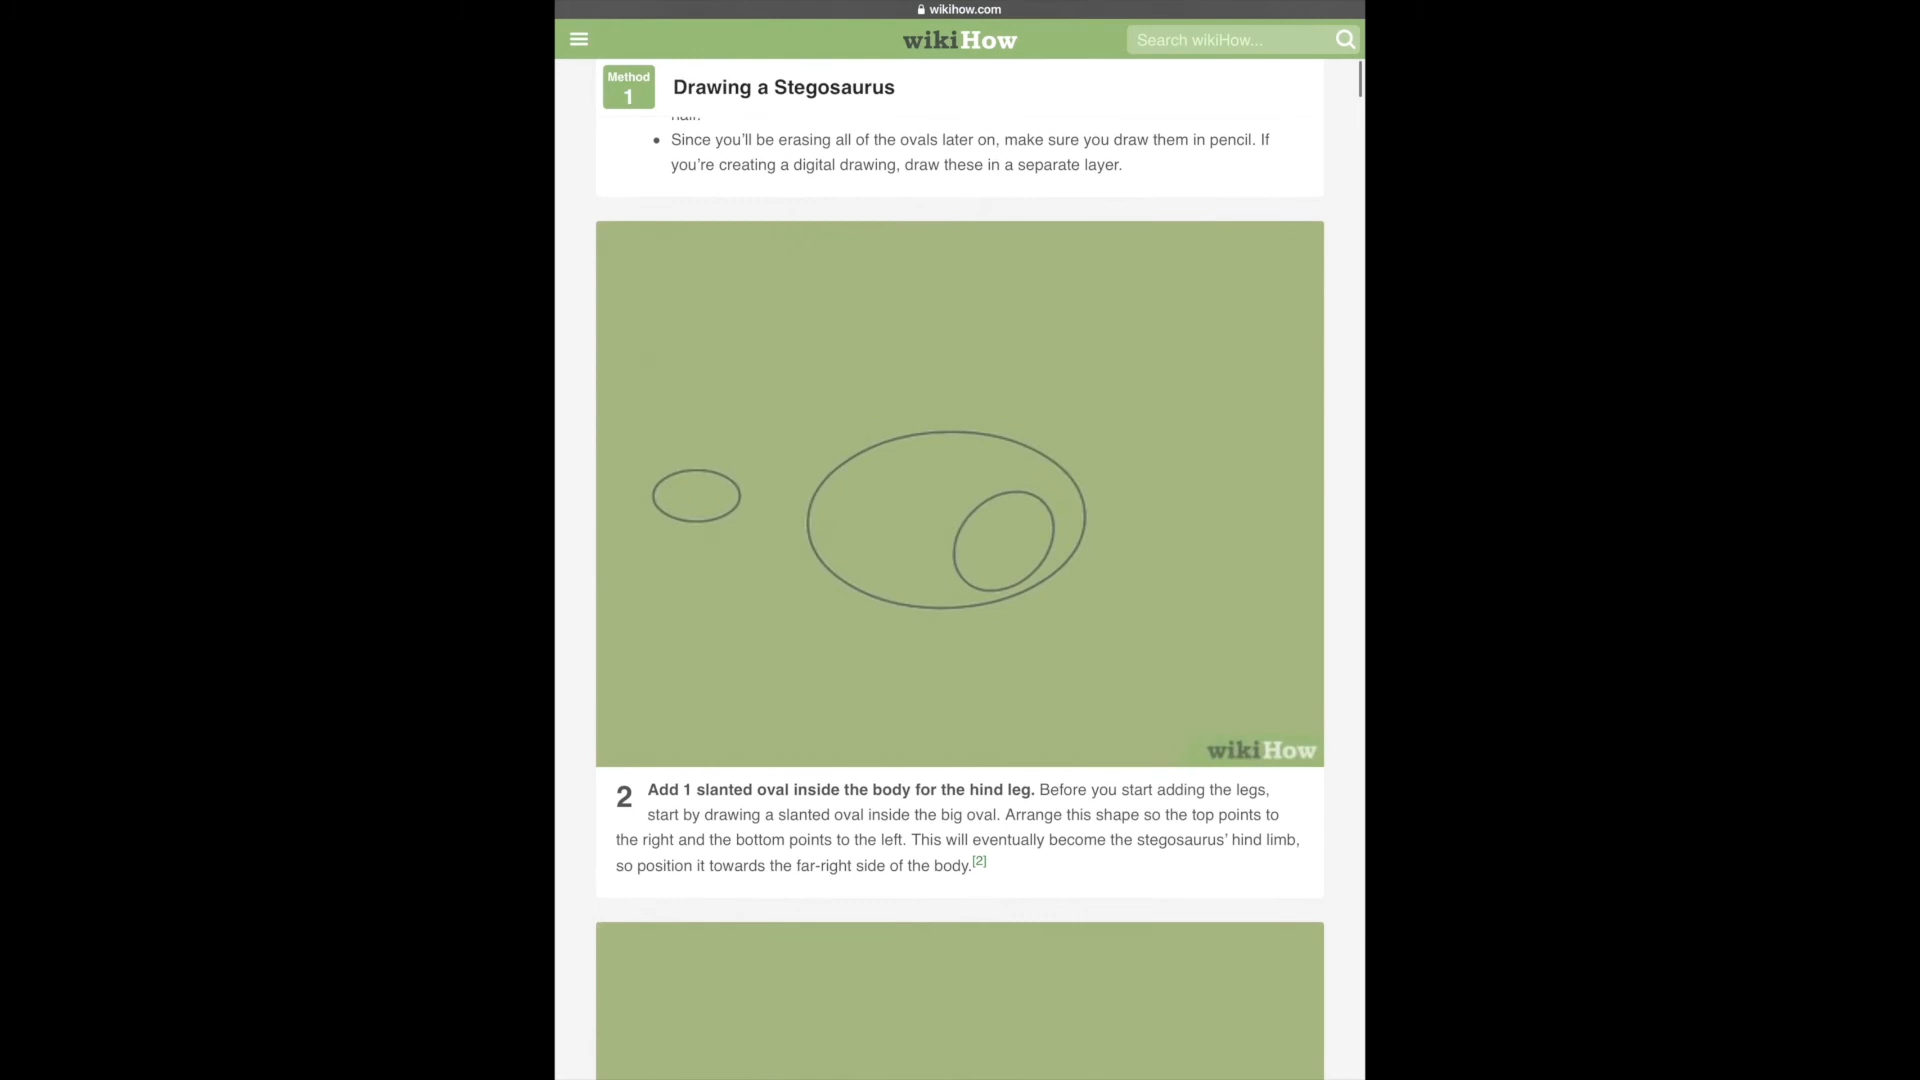 wikihow.com
wikiHow
Search wikiHow...
Method
1
Drawing a Stegosaurus
hair.
Since you’ll be erasing all of the ovals later on, make sure you draw them in pencil. If
you’re creating a digital drawing, draw these in a separate layer.
wikiHow
2
Add 1 slanted oval inside the body for the hind leg. Before you start adding the legs,
start by drawing a slanted oval inside the big oval. Arrange this shape so the top points to
the right and the bottom points to the left. This will eventually become the stegosaurus’ hind limb,
so position it towards the far-right side of the body.[2]